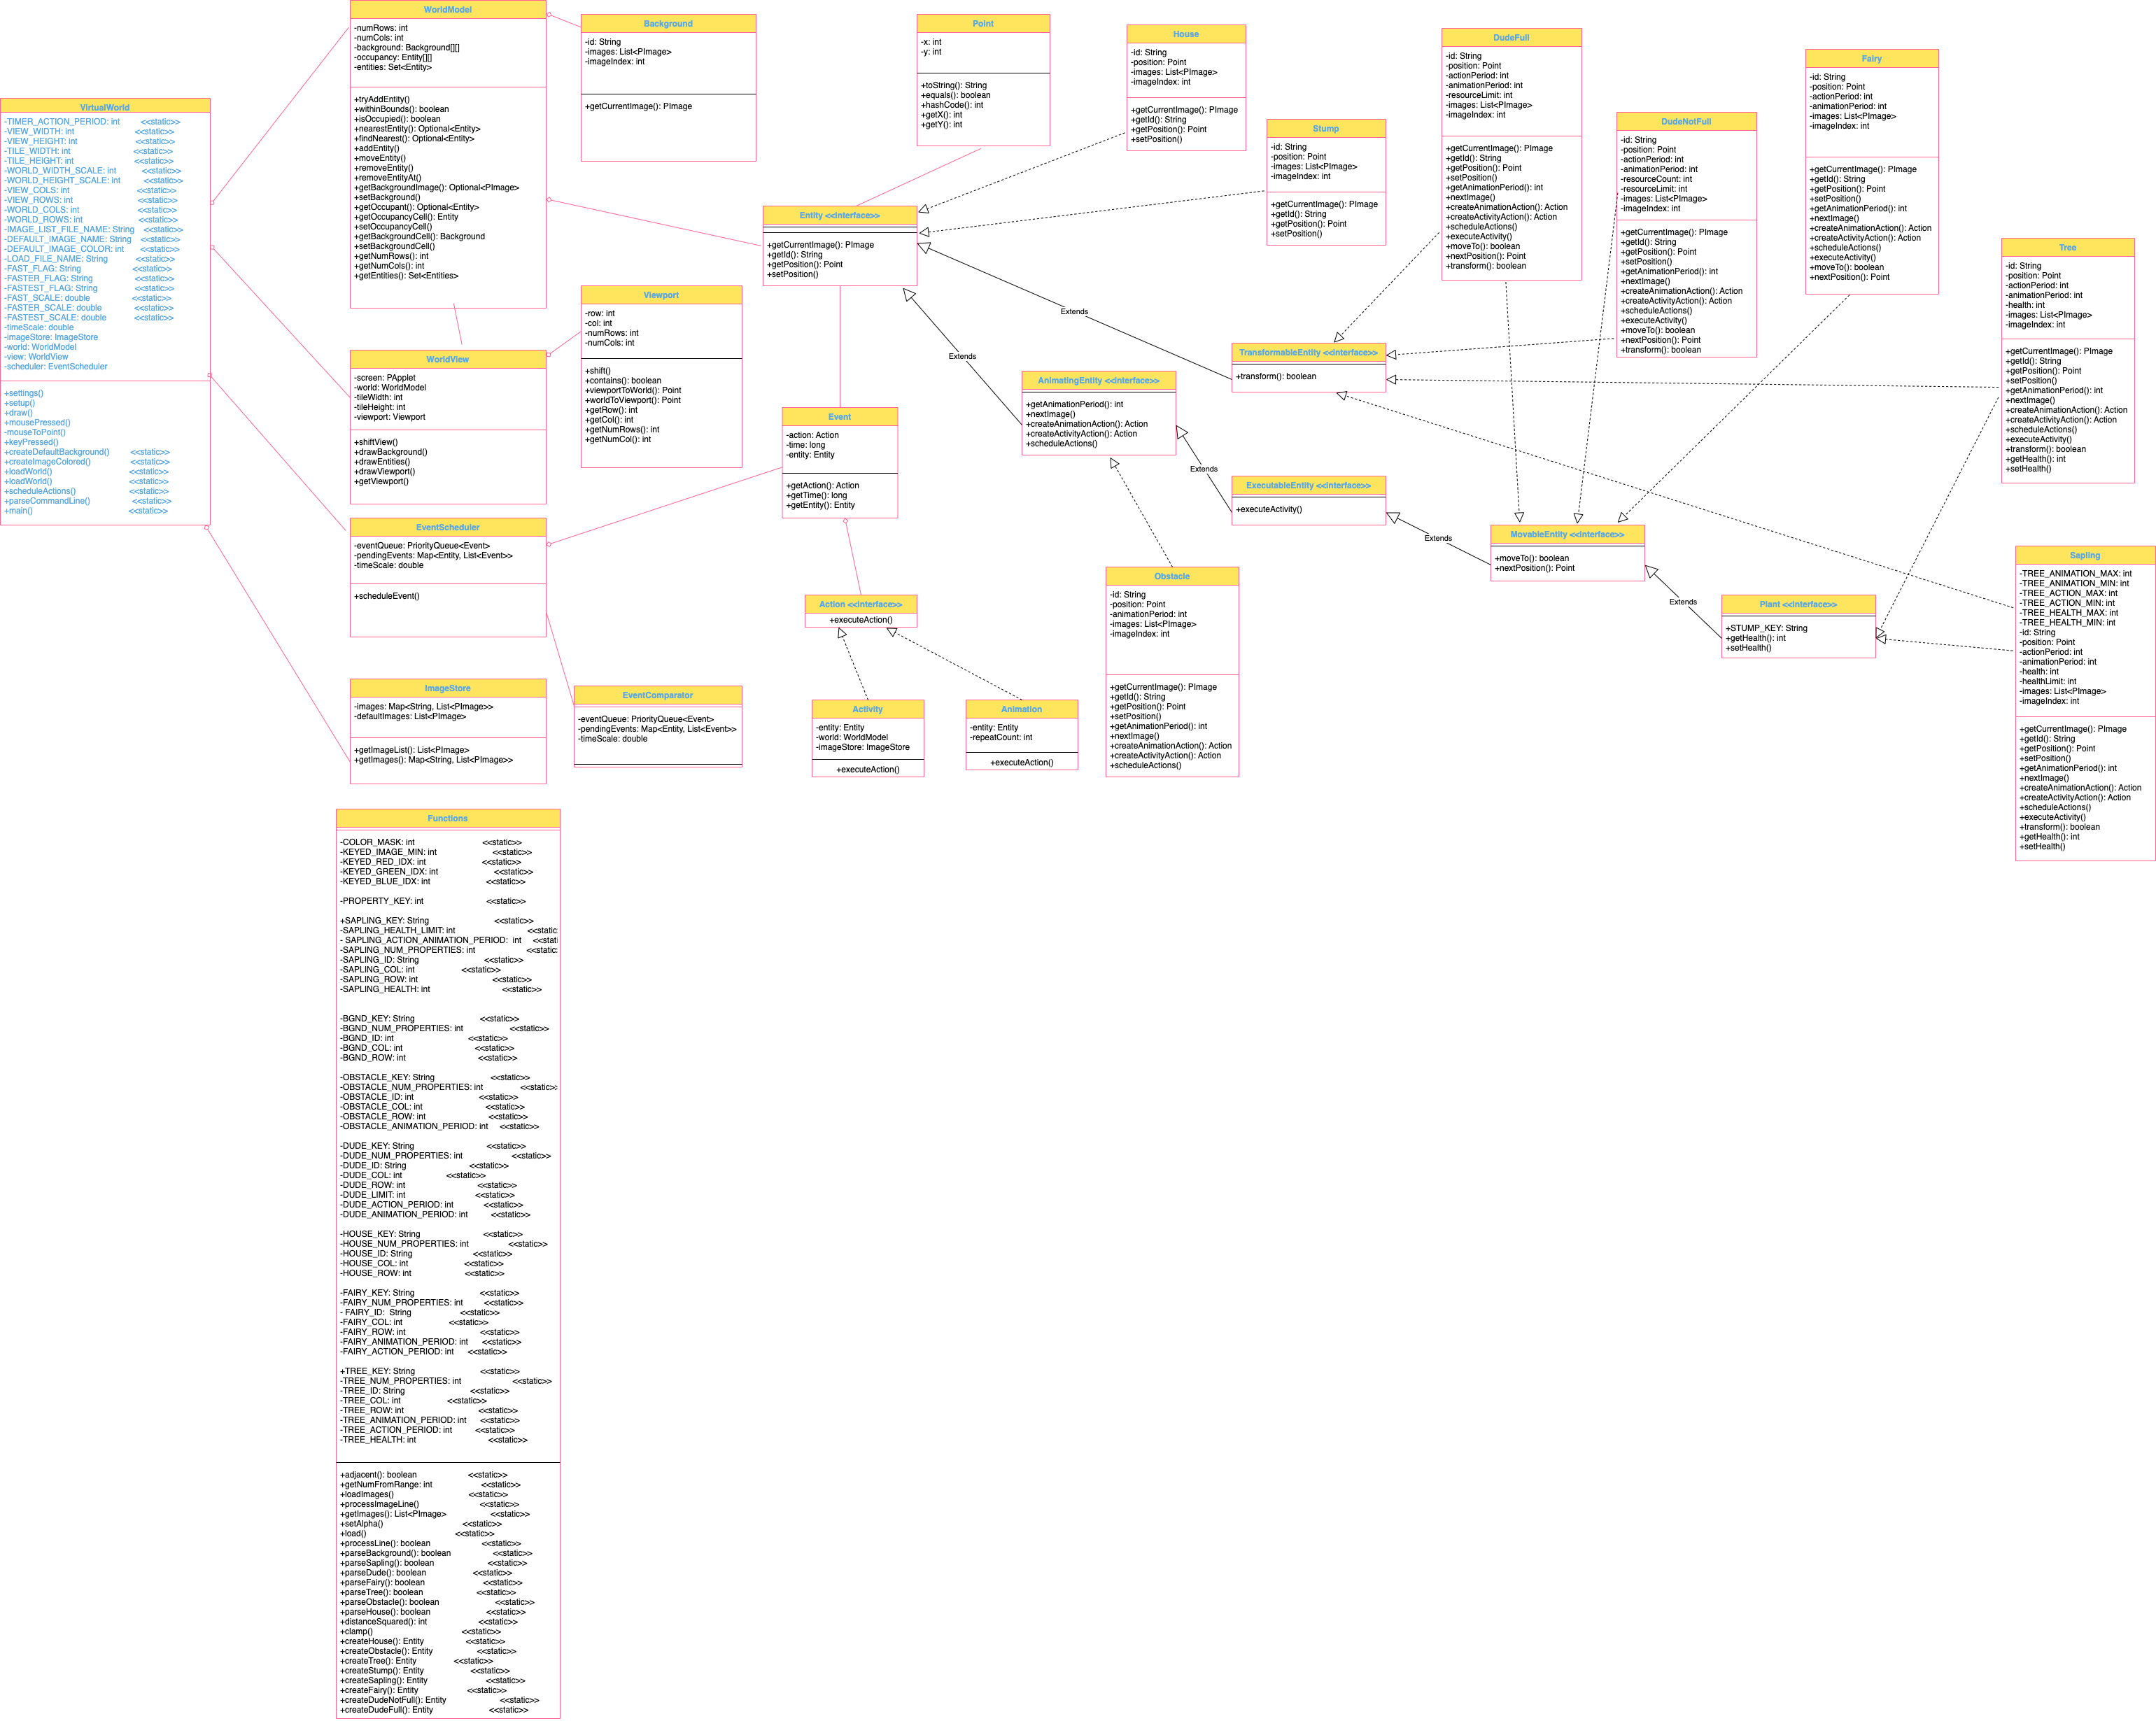 VirtualWorld
-TIMER_ACTION_PERIOD: int <<static>>
-VIEW_WIDTH: int <<static>>
-VIEW_HEIGHT: int <<static>>
-TILE_WIDTH: int <<static>>
-TILE_HEIGHT: int <<static>>
-WORLD_WIDTH_SCALE: int <<static>>
-WORLD_HEIGHT_SCALE: int <<static>>
-VIEW_COLS: int <<static>>
-VIEW_ROWS: int <<static>>
-WORLD_COLS: int <<static>>
-WORLD_ROWS: int <<static>>
-IMAGE_LIST_FILE_NAME: String <<static>>
-DEFAULT_IMAGE_NAME: String <<static>>
-DEFAULT_IMAGE_COLOR: int <<static>>
-LOAD_FILE_NAME: String <<static>>
-FAST_FLAG: String <<static>>
-FASTER_FLAG: String <<static>>
-FASTEST_FLAG: String <<static>>
-FAST_SCALE: double <<static>>
-FASTER_SCALE: double <<static>>
-FASTEST_SCALE: double <<static>>
-timeScale: double
-imageStore: ImageStore
-world: WorldModel
-view: WorldView
-scheduler: EventScheduler
+settings()
+setup()
+draw()
+mousePressed()
-mouseToPoint()
+keyPressed()
+createDefaultBackground() <<static>>
+createImageColored() <<static>>
+loadWorld() <<static>>
+loadWorld() <<static>>
+scheduleActions() <<static>>
+parseCommandLine() <<static>>
+main() <<static>>
WorldModel
-numRows: int
-numCols: int
-background: Background[][]
-occupancy: Entity[][]
-entities: Set<Entity>
+tryAddEntity()
+withinBounds(): boolean
+isOccupied(): boolean
+nearestEntity(): Optional<Entity>
+findNearest(): Optional<Entity>
+addEntity()
+moveEntity()
+removeEntity()
+removeEntityAt()
+getBackgroundImage(): Optional<PImage>
+setBackground()
+getOccupant(): Optional<Entity>
+getOccupancyCell(): Entity
+setOccupancyCell()
+getBackgroundCell(): Background
+setBackgroundCell()
+getNumRows(): int
+getNumCols(): int
+getEntities(): Set<Entities>
WorldView
-screen: PApplet
-world: WorldModel
-tileWidth: int
-tileHeight: int
-viewport: Viewport
+shiftView()
+drawBackground()
+drawEntities()
+drawViewport()
+getViewport()
EventScheduler
-eventQueue: PriorityQueue<Event>
-pendingEvents: Map<Entity, List<Event>>
-timeScale: double
+scheduleEvent()
ImageStore
-images: Map<String, List<PImage>>
-defaultImages: List<PImage>
+getImageList(): List<PImage>
+getImages(): Map<String, List<PImage>>
Background
-id: String
-images: List<PImage>
-imageIndex: int
+getCurrentImage(): PImage
Viewport
-row: int
-col: int
-numRows: int
-numCols: int
+shift()
+contains(): boolean
+viewportToWorld(): Point
+worldToViewport(): Point
+getRow(): int
+getCol(): int
+getNumRows(): int
+getNumCol(): int
EventComparator
-eventQueue: PriorityQueue<Event>
-pendingEvents: Map<Entity, List<Event>>
-timeScale: double
Point
-x: int
-y: int
+toString(): String
+equals(): boolean
+hashCode(): int
+getX(): int
+getY(): int
Entity <<interface>>
+getCurrentImage(): PImage
+getId(): String
+getPosition(): Point
+setPosition()
Event
-action: Action
-time: long
-entity: Entity
+getAction(): Action
+getTime(): long
+getEntity(): Entity
Action <<interface>>
+executeAction()
Activity
-entity: Entity
-world: WorldModel
-imageStore: ImageStore
+executeAction()
Animation
-entity: Entity
-repeatCount: int
+executeAction()
House
-id: String
-position: Point
-images: List<PImage>
-imageIndex: int
+getCurrentImage(): PImage
+getId(): String
+getPosition(): Point
+setPosition()
Stump
-id: String
-position: Point
-images: List<PImage>
-imageIndex: int
+getCurrentImage(): PImage
+getId(): String
+getPosition(): Point
+setPosition()
Extends
Extends
AnimatingEntity <<interface>>
+getAnimationPeriod(): int
+nextImage()
+createAnimationAction(): Action
+createActivityAction(): Action
+scheduleActions()
TransformableEntity <<interface>>
+transform(): boolean
Extends
ExecutableEntity <<interface>>
+executeActivity()
Extends
MovableEntity <<interface>>
+moveTo(): boolean
+nextPosition(): Point
Extends
Plant <<interface>>
+STUMP_KEY: String
+getHealth(): int
+setHealth()
Obstacle
-id: String
-position: Point
-animationPeriod: int
-images: List<PImage>
-imageIndex: int
+getCurrentImage(): PImage
+getId(): String
+getPosition(): Point
+setPosition()
+getAnimationPeriod(): int
+nextImage()
+createAnimationAction(): Action
+createActivityAction(): Action
+scheduleActions()
DudeFull
-id: String
-position: Point
-actionPeriod: int
-animationPeriod: int
-resourceLimit: int
-images: List<PImage>
-imageIndex: int
+getCurrentImage(): PImage
+getId(): String
+getPosition(): Point
+setPosition()
+getAnimationPeriod(): int
+nextImage()
+createAnimationAction(): Action
+createActivityAction(): Action
+scheduleActions()
+executeActivity()
+moveTo(): boolean
+nextPosition(): Point
+transform(): boolean
DudeNotFull
-id: String
-position: Point
-actionPeriod: int
-animationPeriod: int
-resourceCount: int
-resourceLimit: int
-images: List<PImage>
-imageIndex: int
+getCurrentImage(): PImage
+getId(): String
+getPosition(): Point
+setPosition()
+getAnimationPeriod(): int
+nextImage()
+createAnimationAction(): Action
+createActivityAction(): Action
+scheduleActions()
+executeActivity()
+moveTo(): boolean
+nextPosition(): Point
+transform(): boolean
Fairy
-id: String
-position: Point
-actionPeriod: int
-animationPeriod: int
-images: List<PImage>
-imageIndex: int
+getCurrentImage(): PImage
+getId(): String
+getPosition(): Point
+setPosition()
+getAnimationPeriod(): int
+nextImage()
+createAnimationAction(): Action
+createActivityAction(): Action
+scheduleActions()
+executeActivity()
+moveTo(): boolean
+nextPosition(): Point
Tree
-id: String
-position: Point
-actionPeriod: int
-animationPeriod: int
-health: int
-images: List<PImage>
-imageIndex: int
+getCurrentImage(): PImage
+getId(): String
+getPosition(): Point
+setPosition()
+getAnimationPeriod(): int
+nextImage()
+createAnimationAction(): Action
+createActivityAction(): Action
+scheduleActions()
+executeActivity()
+transform(): boolean
+getHealth(): int
+setHealth()
Sapling
-TREE_ANIMATION_MAX: int
-TREE_ANIMATION_MIN: int
-TREE_ACTION_MAX: int
-TREE_ACTION_MIN: int
-TREE_HEALTH_MAX: int
-TREE_HEALTH_MIN: int
-id: String
-position: Point
-actionPeriod: int
-animationPeriod: int
-health: int
-healthLimit: int
-images: List<PImage>
-imageIndex: int
+getCurrentImage(): PImage
+getId(): String
+getPosition(): Point
+setPosition()
+getAnimationPeriod(): int
+nextImage()
+createAnimationAction(): Action
+createActivityAction(): Action
+scheduleActions()
+executeActivity()
+transform(): boolean
+getHealth(): int
+setHealth()
Functions
-COLOR_MASK: int <<static>>
-KEYED_IMAGE_MIN: int <<static>>
-KEYED_RED_IDX: int <<static>>
-KEYED_GREEN_IDX: int <<static>>
-KEYED_BLUE_IDX: int <<static>>
-PROPERTY_KEY: int <<static>>
+SAPLING_KEY: String <<static>>
-SAPLING_HEALTH_LIMIT: int <<static
- SAPLING_ACTION_ANIMATION_PERIOD: int <<stat
-SAPLING_NUM_PROPERTIES: int <<static
-SAPLING_ID: String <<static>>
-SAPLING_COL: int <<static>>
-SAPLING_ROW: int <<static>>
-SAPLING_HEALTH: int <<static>>
-BGND_KEY: String <<static>>
-BGND_NUM_PROPERTIES: int <<static>>
-BGND_ID: int <<static>>
-BGND_COL: int <<static>>
-BGND_ROW: int <<static>>
-OBSTACLE_KEY: String <<static>>
-OBSTACLE_NUM_PROPERTIES: int <<static>>
-OBSTACLE_ID: int <<static>>
-OBSTACLE_COL: int <<static>>
-OBSTACLE_ROW: int <<static>>
-OBSTACLE_ANIMATION_PERIOD: int <<static>>
-DUDE_KEY: String <<static>>
-DUDE_NUM_PROPERTIES: int <<static>>
-DUDE_ID: String <<static>>
-DUDE_COL: int <<static>>
-DUDE_ROW: int <<static>>
-DUDE_LIMIT: int <<static>>
-DUDE_ACTION_PERIOD: int <<static>>
-DUDE_ANIMATION_PERIOD: int <<static>>
-HOUSE_KEY: String <<static>>
-HOUSE_NUM_PROPERTIES: int <<static>>
-HOUSE_ID: String <<static>>
-HOUSE_COL: int <<static>>
-HOUSE_ROW: int <<static>>
-FAIRY_KEY: String <<static>>
-FAIRY_NUM_PROPERTIES: int <<static>>
- FAIRY_ID: String <<static>>
-FAIRY_COL: int <<static>>
-FAIRY_ROW: int <<static>>
-FAIRY_ANIMATION_PERIOD: int <<static>>
-FAIRY_ACTION_PERIOD: int <<static>>
+TREE_KEY: String <<static>>
-TREE_NUM_PROPERTIES: int <<static>>
-TREE_ID: String <<static>>
-TREE_COL: int <<static>>
-TREE_ROW: int <<static>>
-TREE_ANIMATION_PERIOD: int <<static>>
-TREE_ACTION_PERIOD: int <<static>>
-TREE_HEALTH: int <<static>>
+adjacent(): boolean <<static>>
+getNumFromRange: int <<static>>
+loadImages() <<static>>
+processImageLine() <<static>>
+getImages(): List<PImage> <<static>>
+setAlpha() <<static>>
+load() <<static>>
+processLine(): boolean <<static>>
+parseBackground(): boolean <<static>>
+parseSapling(): boolean <<static>>
+parseDude(): boolean <<static>>
+parseFairy(): boolean <<static>>
+parseTree(): boolean <<static>>
+parseObstacle(): boolean <<static>>
+parseHouse(): boolean <<static>>
+distanceSquared(): int <<static>>
+clamp() <<static>>
+createHouse(): Entity <<static>>
+createObstacle(): Entity <<static>>
+createTree(): Entity <<static>>
+createStump(): Entity <<static>>
+createSapling(): Entity <<static>>
+createFairy(): Entity <<static>>
+createDudeNotFull(): Entity <<static>>
+createDudeFull(): Entity <<static>>